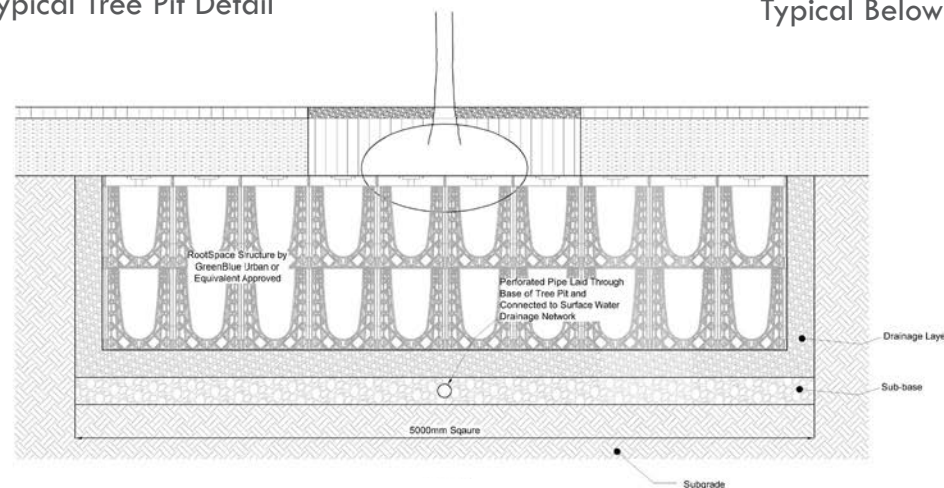 ypical Tree Pit Detail
Typical Below
RootSpace Structure by
GreenBlue Urban or
Equivalent Approved
Perforated Pipe Laid Through
Base of Tree Pit and
Connected to Surface Water
Drainage Network
Drainage Laye
Sub-base
5000mm Sqaure
Subgrade